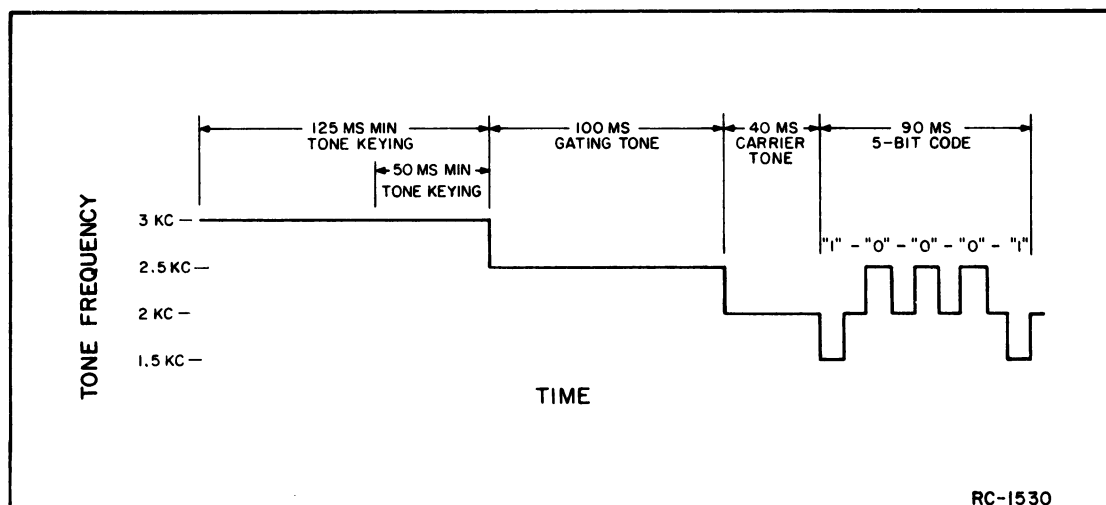 125 MS MIN
TONE KEYING
100 MS
GATING TONE
40 MS
CARRIER
TONE
90 MS
5-BIT CODE
50 MS MIN
TONE KEYING
TONE FREQUENCY
3 KC
2.5 KC
2 KC
1.5 KC
"1" - "0" - "0" - "0" - "1"
TIME
RC-1530